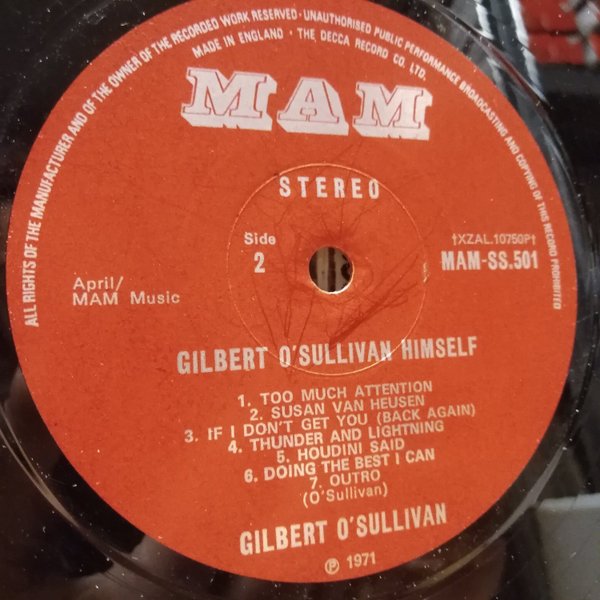 ALL RIGHTS OF THE MANUFACTURER AND OF THE OWNER OF THE RECORDED WORK RESERVED · UNAUTHORISED PUBLIC PERFORMANCE BROADCASTING AND COPYING OF THIS RECORD PROHIBITED
MADE IN ENGLAND · THE DECCA RECORD CO. LTD.
MAM
STEREO
Side
2
†XZAL.10750P†
MAM-SS.501
April/
MAM Music
GILBERT O'SULLIVAN HIMSELF
1. TOO MUCH ATTENTION
2. SUSAN VAN HEUSEN
3. IF I DON'T GET YOU (BACK AGAIN)
4. THUNDER AND LIGHTNING
5. HOUDINI SAID
6. DOING THE BEST I CAN
7. OUTRO
(O'Sullivan)
GILBERT O'SULLIVAN
℗ 1971